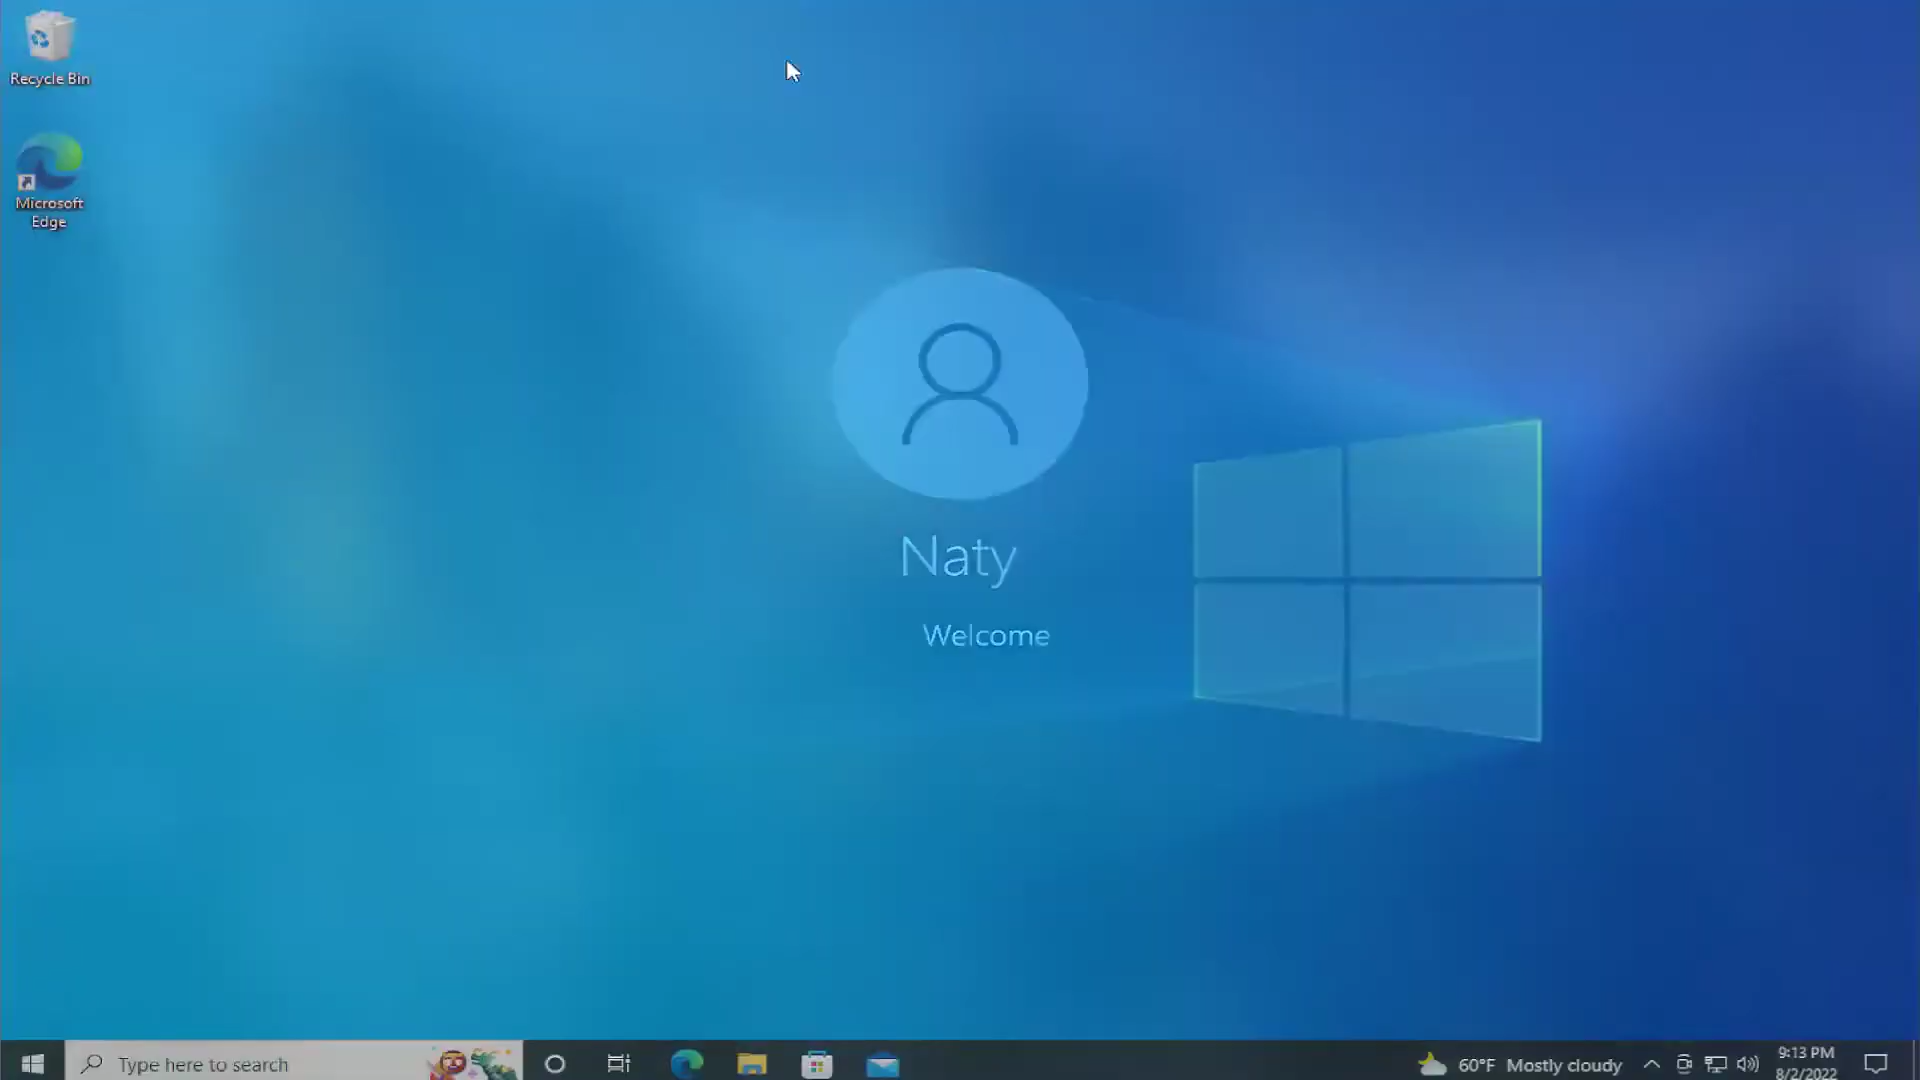 Recycle Bin
Microsoft
Edge
Naty
Welcome
Type here to search
60°F Mostly cloudy
9:13 PM
8/2/2022